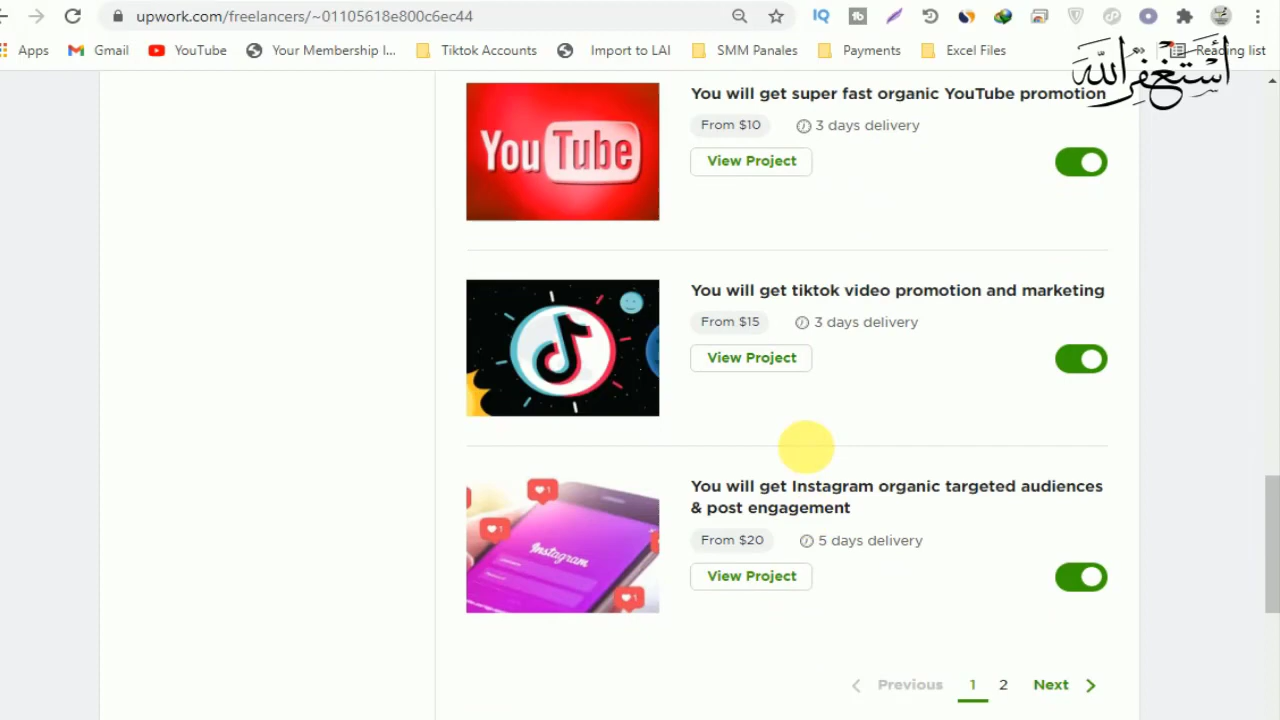 upwork.com/freelancers/~01105618e800c6ec44
Apps
Gmail
YouTube
Your Membership I...
Tiktok Accounts
Import to LAI
SMM Panales
Payments
Excel Files
Reading list
أستغفر الله
You Tube
You will get super fast organic YouTube promotion
From $10
3 days delivery
View Project
You will get tiktok video promotion and marketing
From $15
3 days delivery
View Project
Instagram
You will get Instagram organic targeted audiences
& post engagement
From $20
5 days delivery
View Project
Previous
1
2
Next